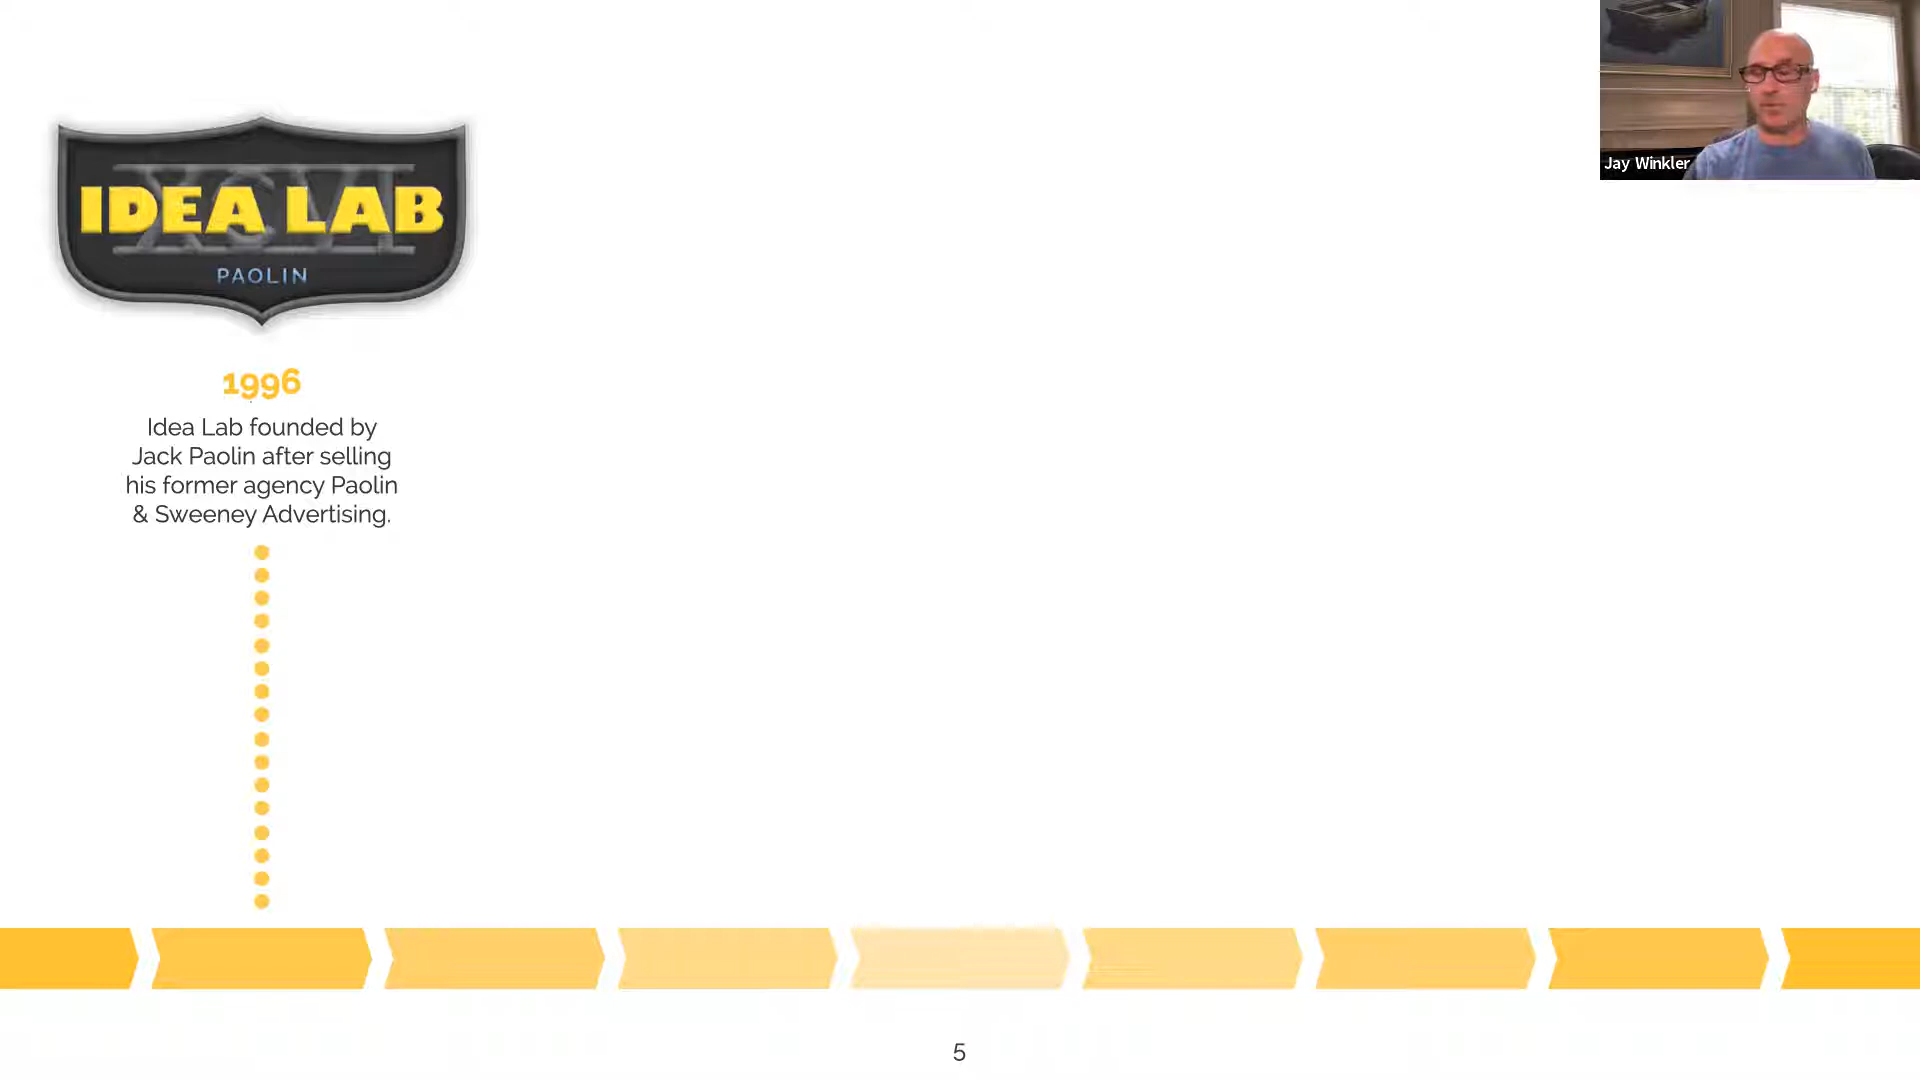 Jay Winkler
XCVI
IDEA LAB
PAOLIN
1996
Idea Lab founded by
Jack Paolin after selling
his former agency Paolin
& Sweeney Advertising.
5